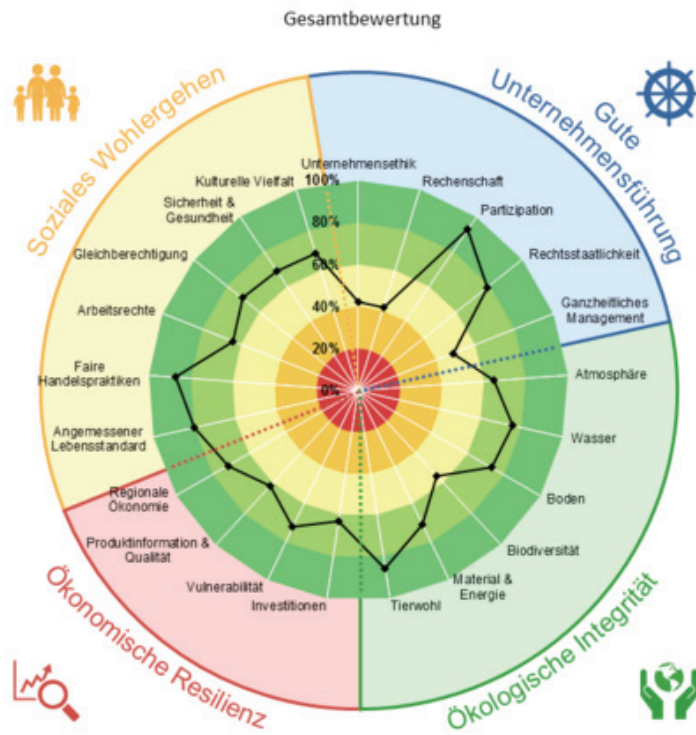 Gesamtbewertung
Soziales Wohlergehen
Gute
Unternehmensführung
Unternehmensethik
Kulturelle Vielfalt
100%
Rechenschaft
Sicherheit &
Gesundheit
Partizipation
80%
Gleichberechtigung
Rechtsstaatlichkeit
60%
Arbeitsrechte
Ganzheitliches
Management
40%
20%
Faire
Handelspraktiken
Atmosphäre
0%
Angemessener
Lebensstandard
Wasser
Regionale
Ökonomie
Boden
Produktinformation &
Qualität
Biodiversität
Vulnerabilität
Material &
Energie
Investitionen
Tierwohl
Ökonomische Resilienz
Ökologische Integrität